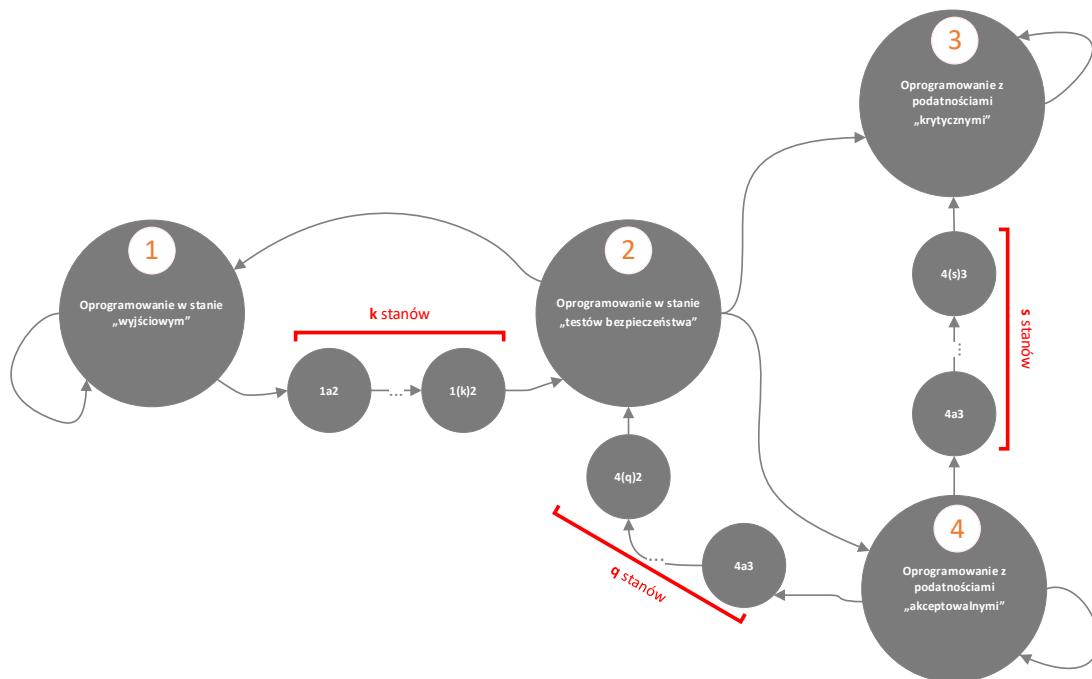 3
Oprogramowanie z
podatnościami
„krytycznymi”
1
Oprogramowanie w stanie
„wyjściowym”
2
Oprogramowanie w stanie
„testów bezpieczeństwa”
k stanów
1a2
...
1(k)2
4(s)3
...
4a3
s stanów
4(q)2
...
4a3
q stanów
4
Oprogramowanie z
podatnościami
„akceptowalnymi”